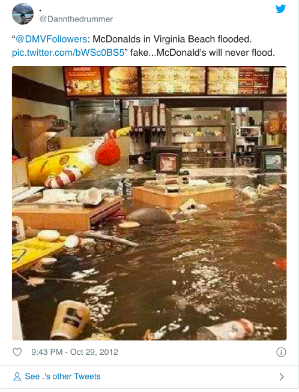 .
@Dannthedrummer
"@DMVFollowers: McDonalds in Virginia Beach flooded.
pic.twitter.com/bWSc0BS5" fake...McDonald's will never flood.
9:43 PM - Oct 29, 2012
See .'s other Tweets